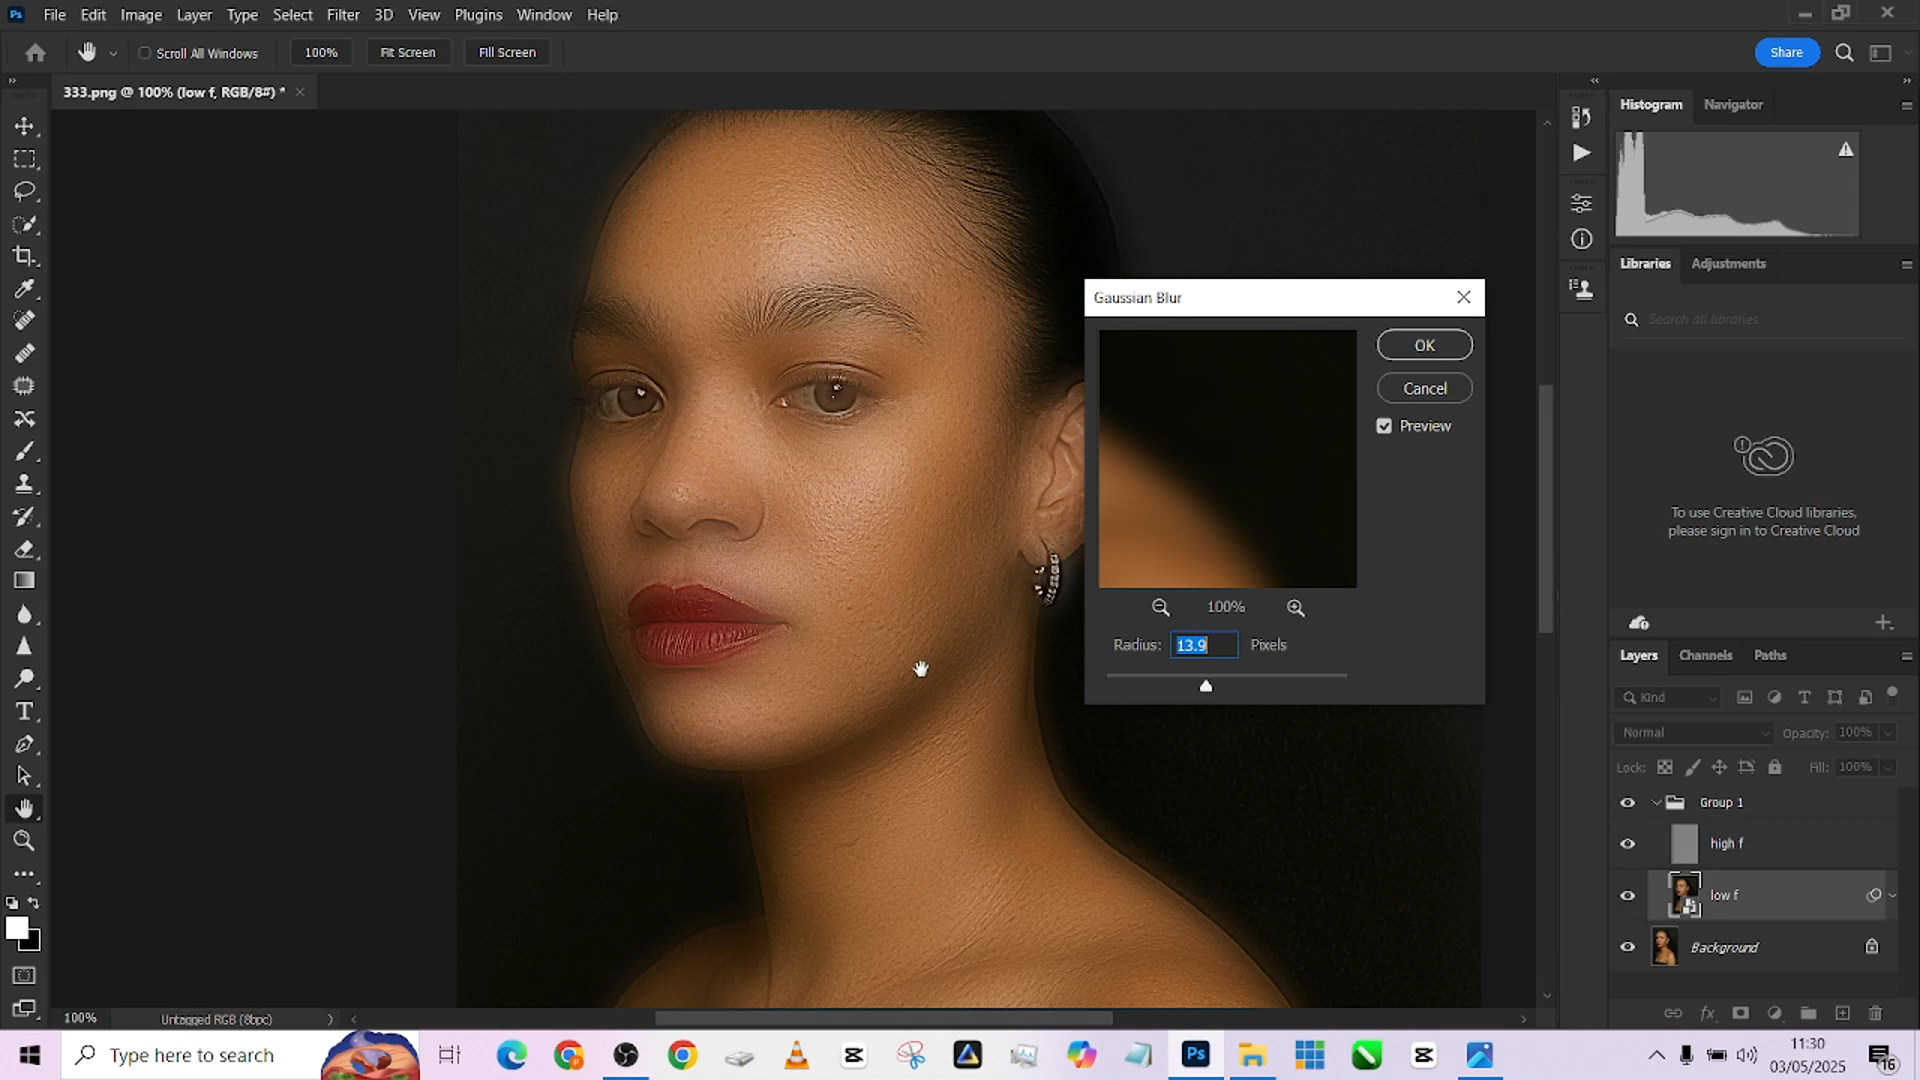 Ps File Edit Image Layer Type Select Filter 3D View Plugins Window Help
Scroll All Windows 100% Fit Screen Fill Screen Share
333.png @ 100% (low f, RGB/8#) *
Histogram Navigator
Libraries Adjustments
Search all libraries
To use Creative Cloud libraries,
please sign in to Creative Cloud
Gaussian Blur
OK
Cancel
Preview
100%
Radius: 13.9 Pixels
Layers Channels Paths
Kind
Normal Opacity: 100%
Lock: Fill: 100%
Group 1
high f
low f
Background
100% Untagged RGB (8bpc)
Type here to search
Ps
11:30
03/05/2025
16